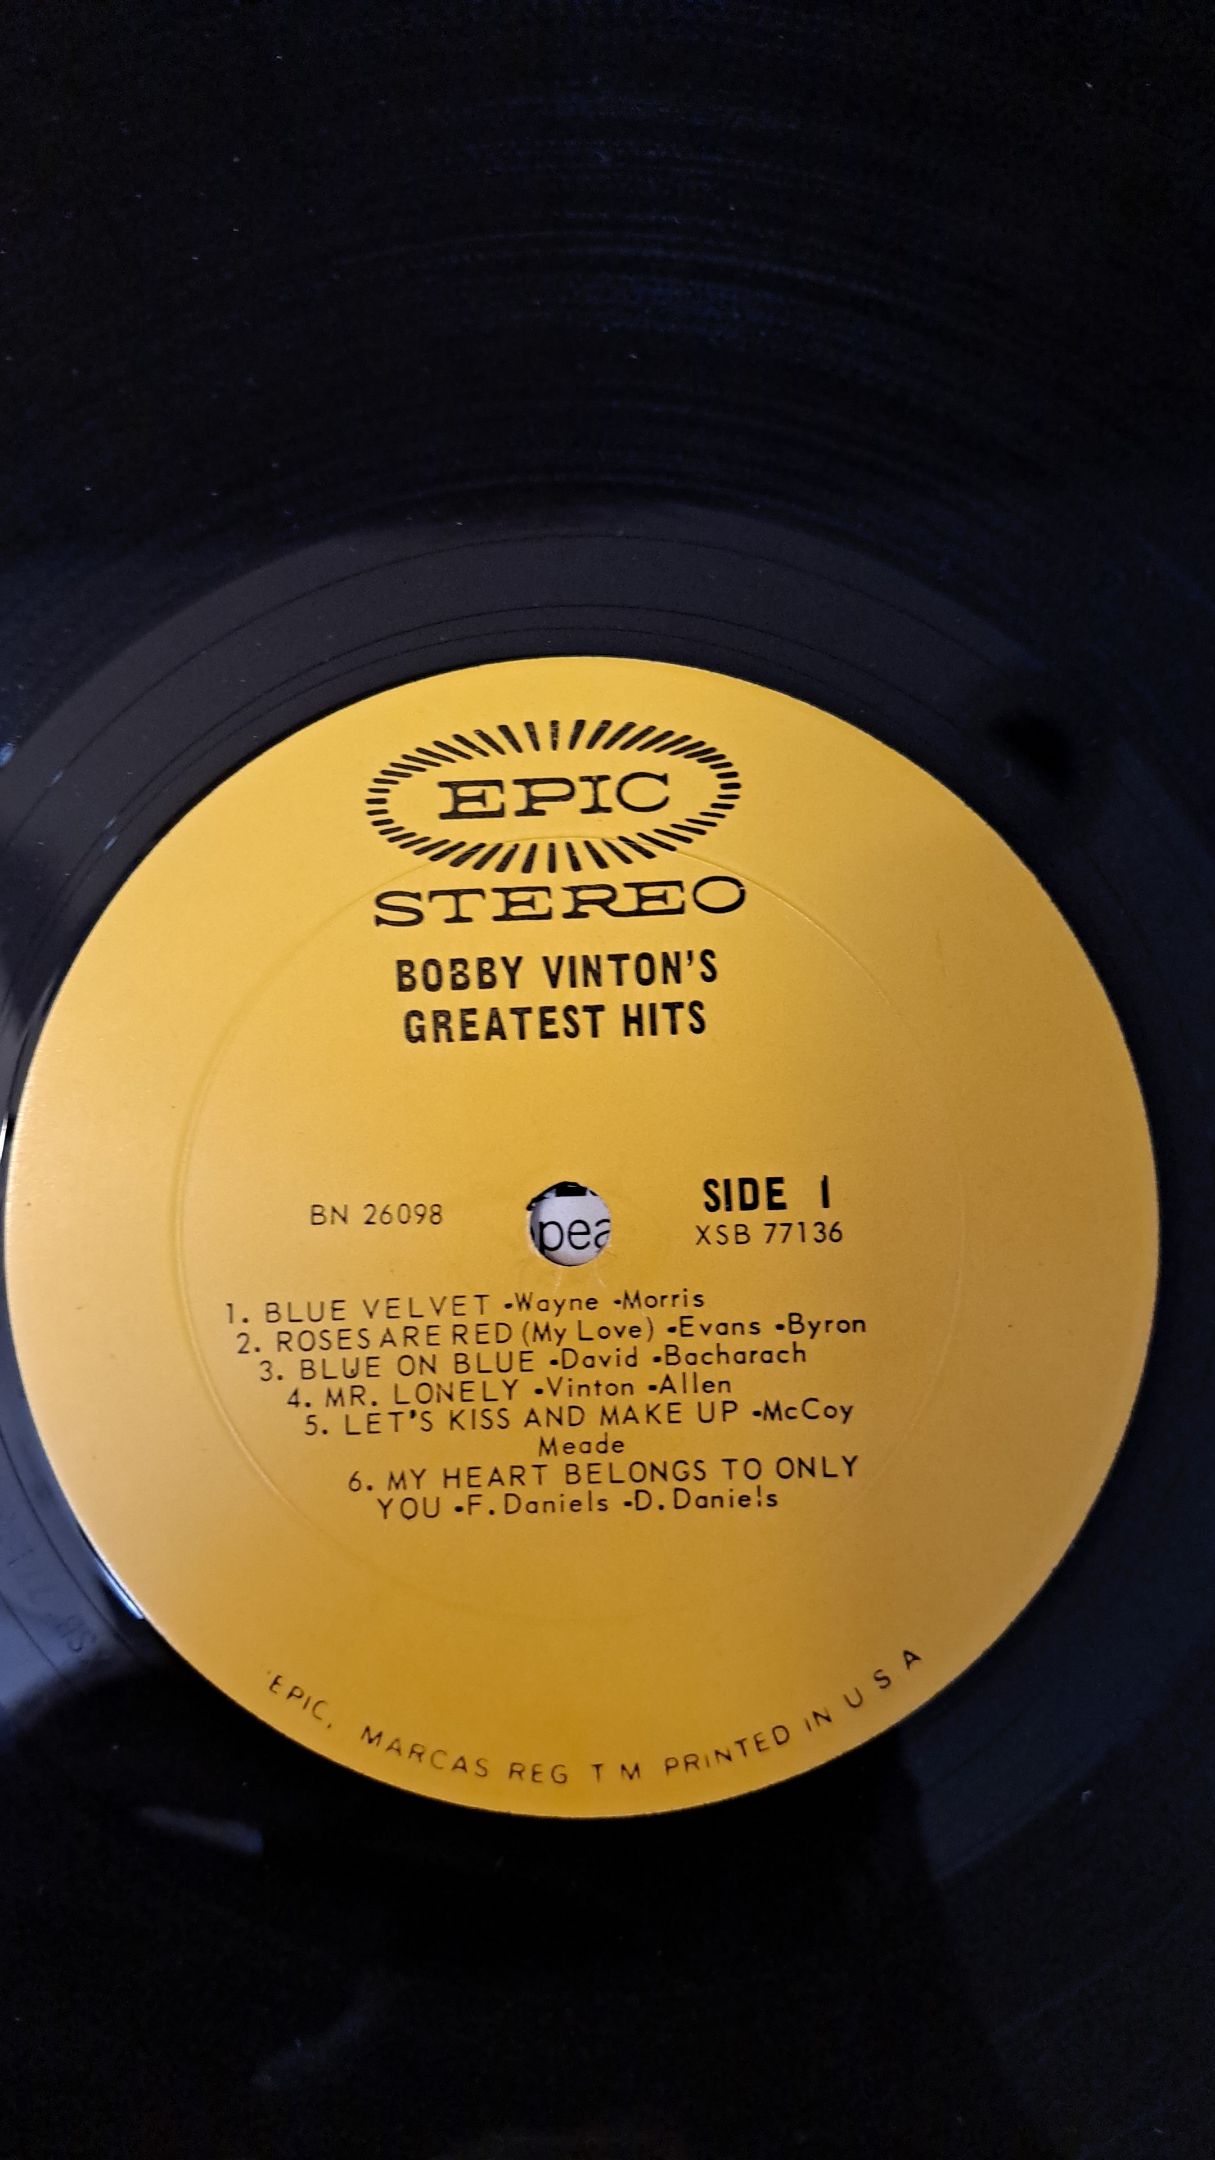 EPIC
STEREO
BOBBY VINTON'S
GREATEST HITS
BN 26098
SIDE 1
XSB 77136
pea
1. BLUE VELVET •Wayne •Morris
2. ROSES ARE RED (My Love) •Evans •Byron
3. BLUE ON BLUE •David •Bacharach
4. MR. LONELY •Vinton •Allen
5. LET'S KISS AND MAKE UP •McCoy
Meade
6. MY HEART BELONGS TO ONLY
YOU •F. Daniels •D. Daniels
EPIC, MARCAS REG T M PRINTED IN U S A